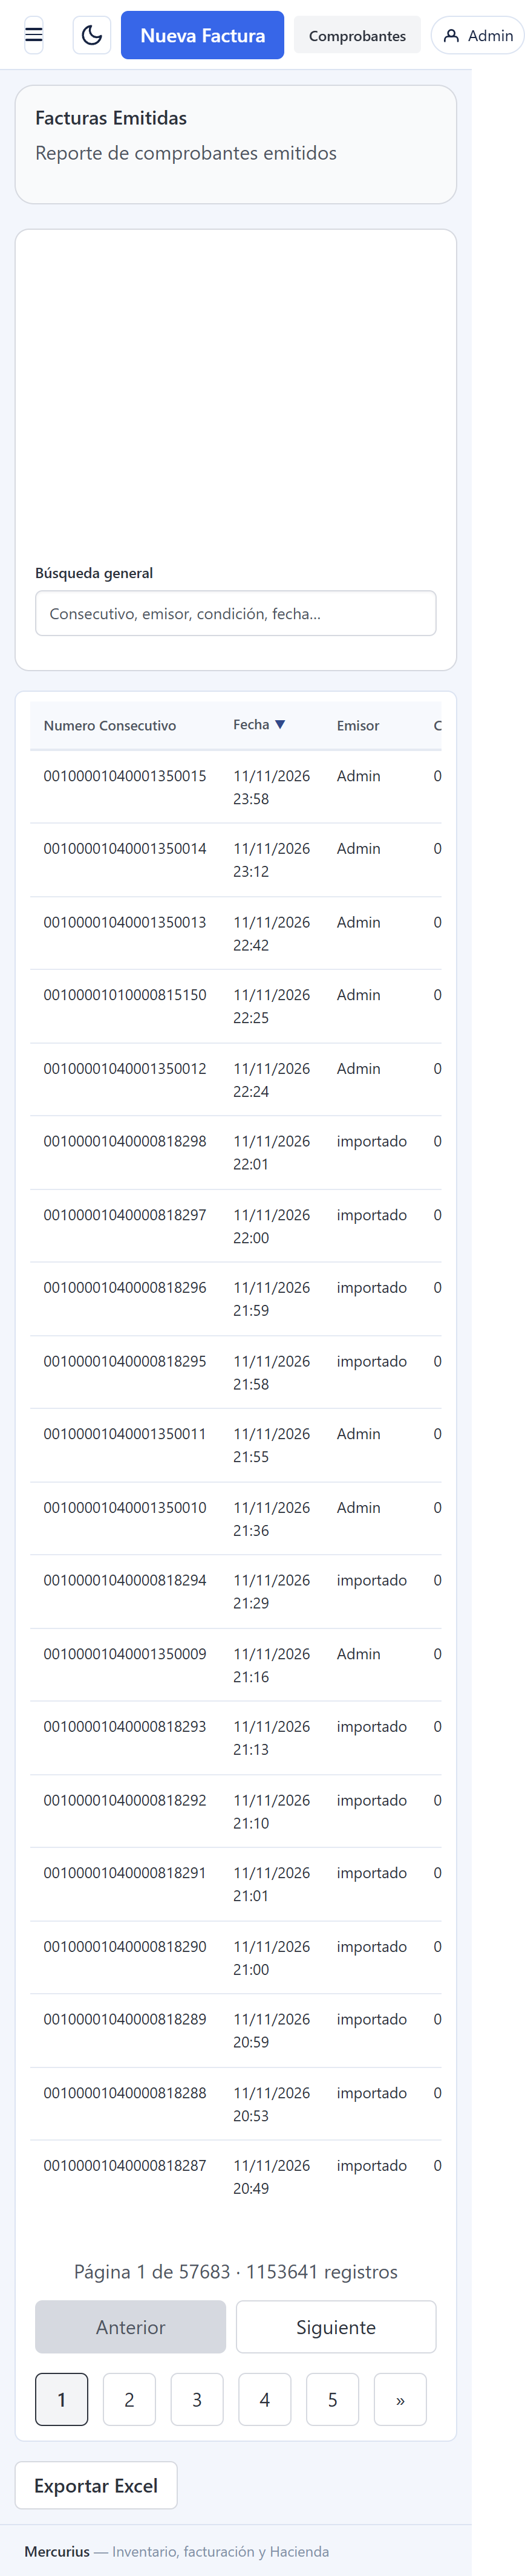 Nueva Factura
Comprobantes
Admin
Facturas Emitidas
Reporte de comprobantes emitidos
Búsqueda general
Consecutivo, emisor, condición, fecha...
Numero Consecutivo Fecha ▼ Emisor C
00100001040001350015 11/11/2026 Admin 0
23:58
00100001040001350014 11/11/2026 Admin 0
23:12
00100001040001350013 11/11/2026 Admin 0
22:42
00100001010000815150 11/11/2026 Admin 0
22:25
00100001040001350012 11/11/2026 Admin 0
22:24
00100001040000818298 11/11/2026 importado 0
22:01
00100001040000818297 11/11/2026 importado 0
22:00
00100001040000818296 11/11/2026 importado 0
21:59
00100001040000818295 11/11/2026 importado 0
21:58
00100001040001350011 11/11/2026 Admin 0
21:55
00100001040001350010 11/11/2026 Admin 0
21:36
00100001040000818294 11/11/2026 importado 0
21:29
00100001040001350009 11/11/2026 Admin 0
21:16
00100001040000818293 11/11/2026 importado 0
21:13
00100001040000818292 11/11/2026 importado 0
21:10
00100001040000818291 11/11/2026 importado 0
21:01
00100001040000818290 11/11/2026 importado 0
21:00
00100001040000818289 11/11/2026 importado 0
20:59
00100001040000818288 11/11/2026 importado 0
20:53
00100001040000818287 11/11/2026 importado 0
20:49
Página 1 de 57683 · 1153641 registros
Anterior Siguiente
1 2 3 4 5 »
Exportar Excel
Mercurius — Inventario, facturación y Hacienda